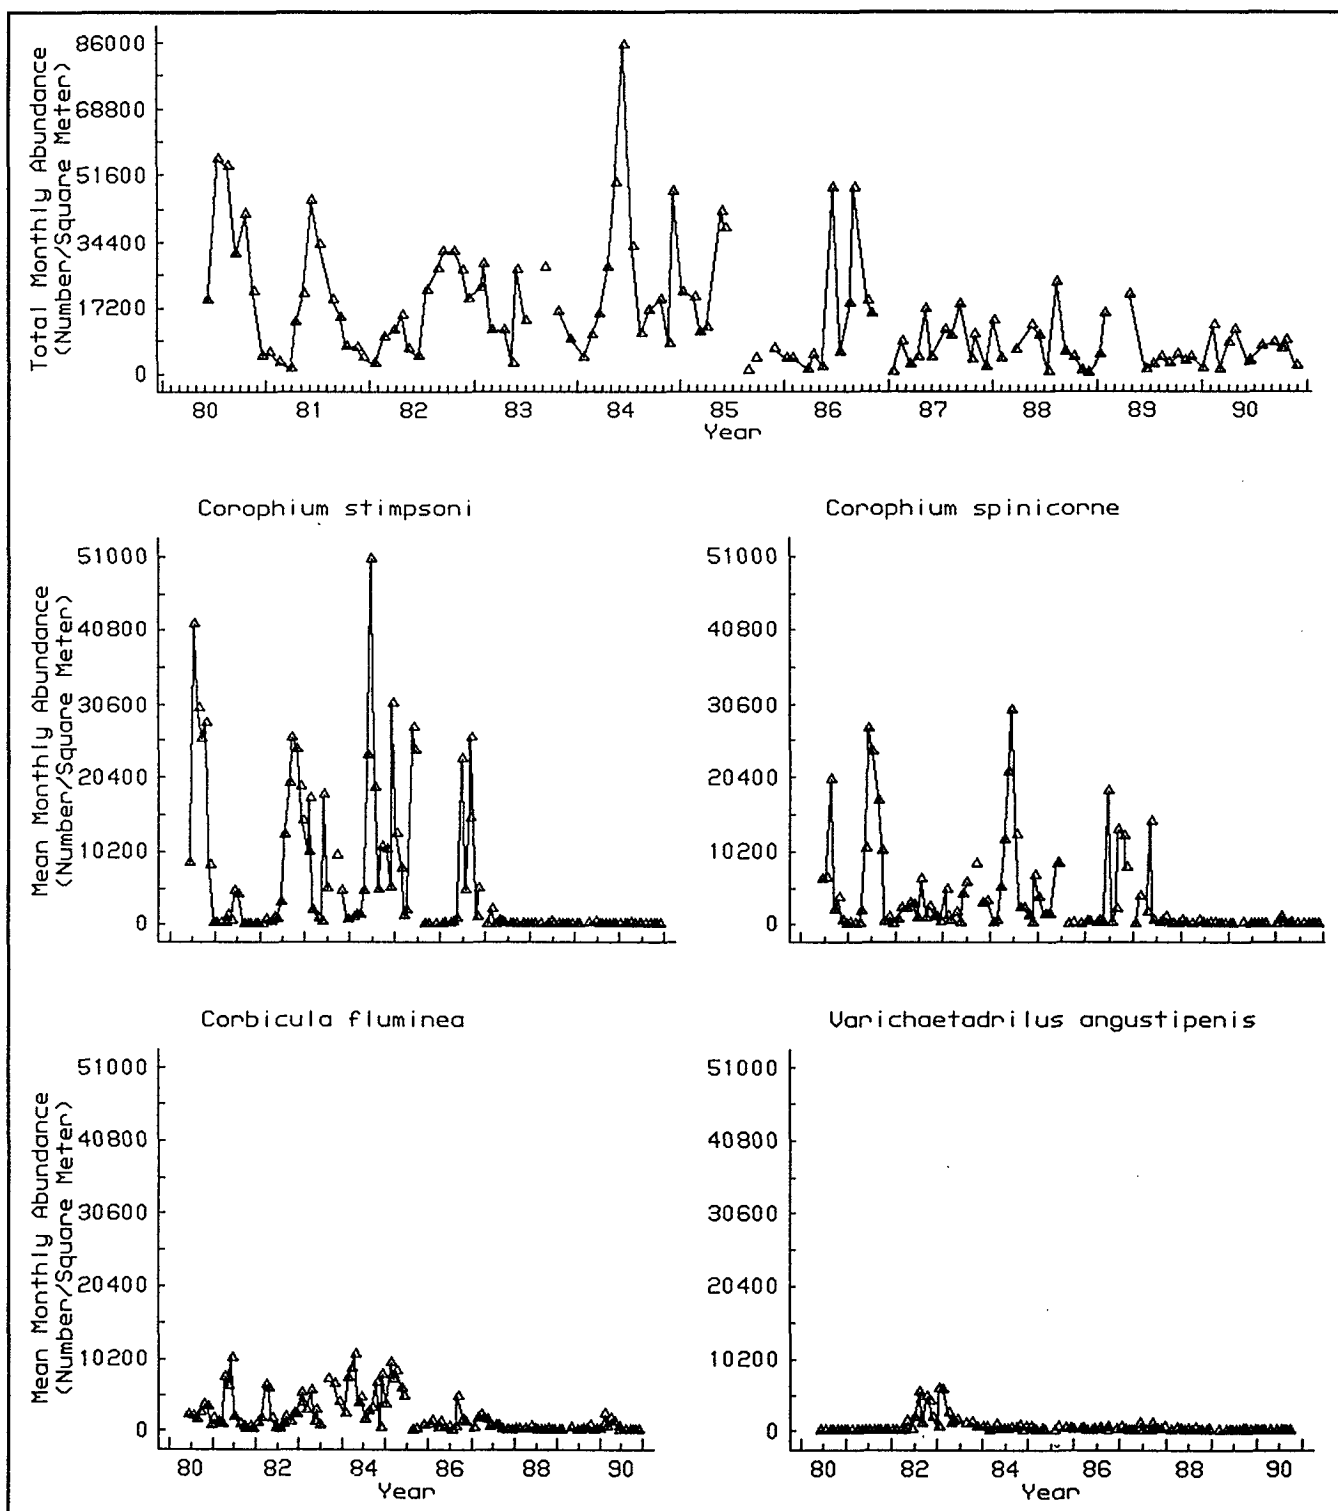 Total Monthly Abundance
(Number/Square Meter)
86000
68800
51600
34400
17200
0
80 81 82 83 84 85 86 87 88 89 90
Year
Corophium stimpsoni
Mean Monthly Abundance
(Number/Square Meter)
51000
40800
30600
20400
10200
0
Corophium spinicorne
51000
40800
30600
20400
10200
0
Corbicula fluminea
Mean Monthly Abundance
(Number/Square Meter)
51000
40800
30600
20400
10200
0
80 82 84 86 88 90
Year
Varichaetadrilus angustipenis
51000
40800
30600
20400
10200
0
80 82 84 86 88 90
Year